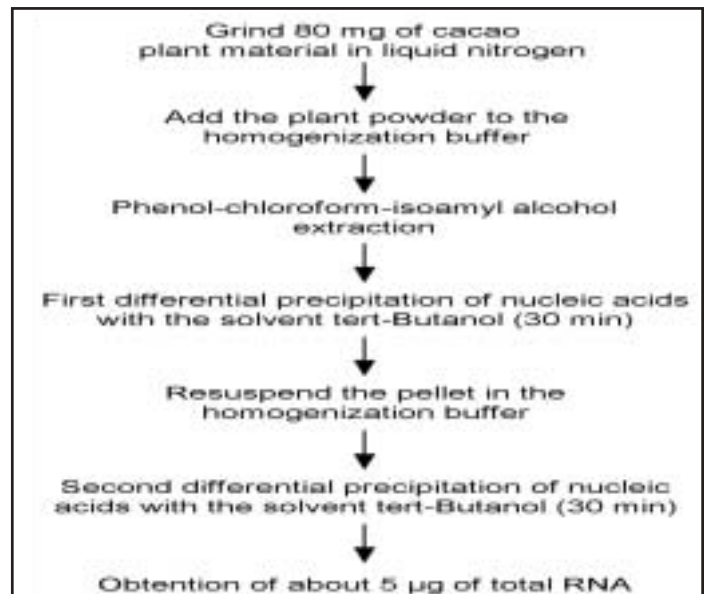 Grind 80 mg of cacao
plant material in liquid nitrogen
Add the plant powder to the
homogenization buffer
Phenol-chloroform-isoamyl alcohol
extraction
First differential precipitation of nucleic acids
with the solvent tert-Butanol (30 min)
Resuspend the pellet in the
homogenization buffer
Second differential precipitation of nucleic
acids with the solvent tert-Butanol (30 min)
Obtention of about 5 µg of total RNA